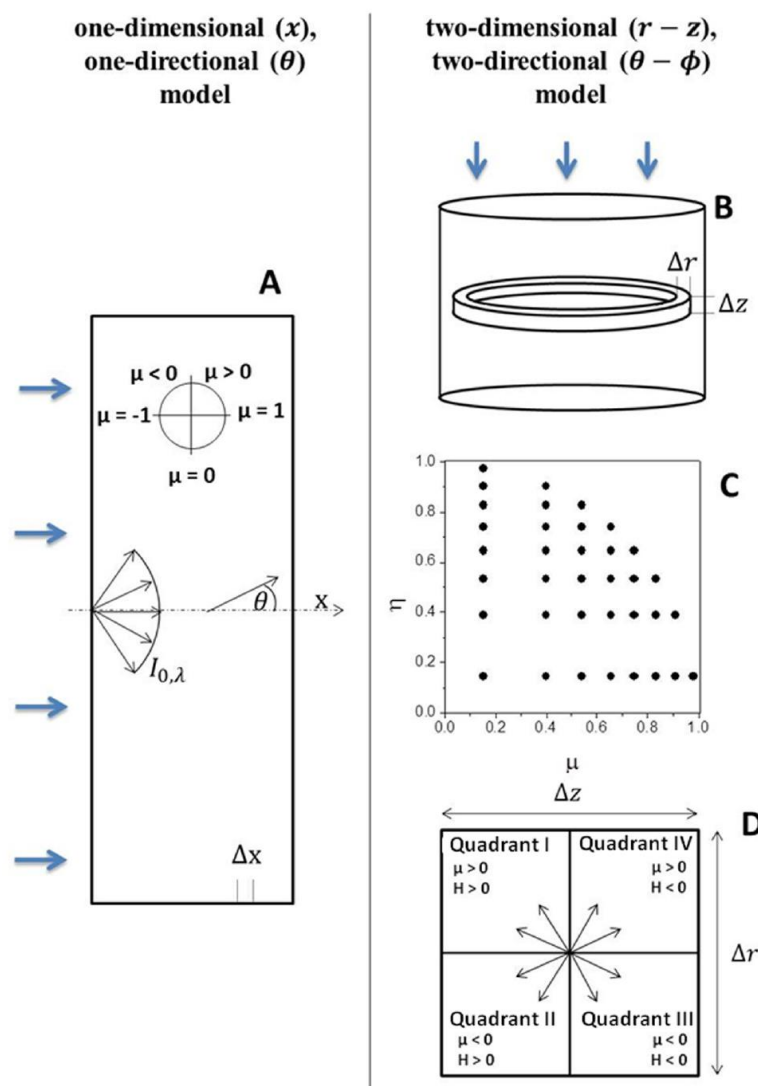 one-dimensional (x),
one-directional (θ)
model
A
μ < 0
μ > 0
μ = -1
μ = 1
μ = 0
θ
x
I₀,λ
Δx
two-dimensional (r − z),
two-directional (θ − ϕ)
model
B
Δr
Δz
C
1.0
0.8
0.6
0.4
0.2
0.0
η
0.0
0.2
0.4
0.6
0.8
1.0
μ
Δz
D
Quadrant I
μ > 0
H > 0
Quadrant IV
μ > 0
H < 0
Δr
Quadrant II
μ < 0
H > 0
Quadrant III
μ < 0
H < 0